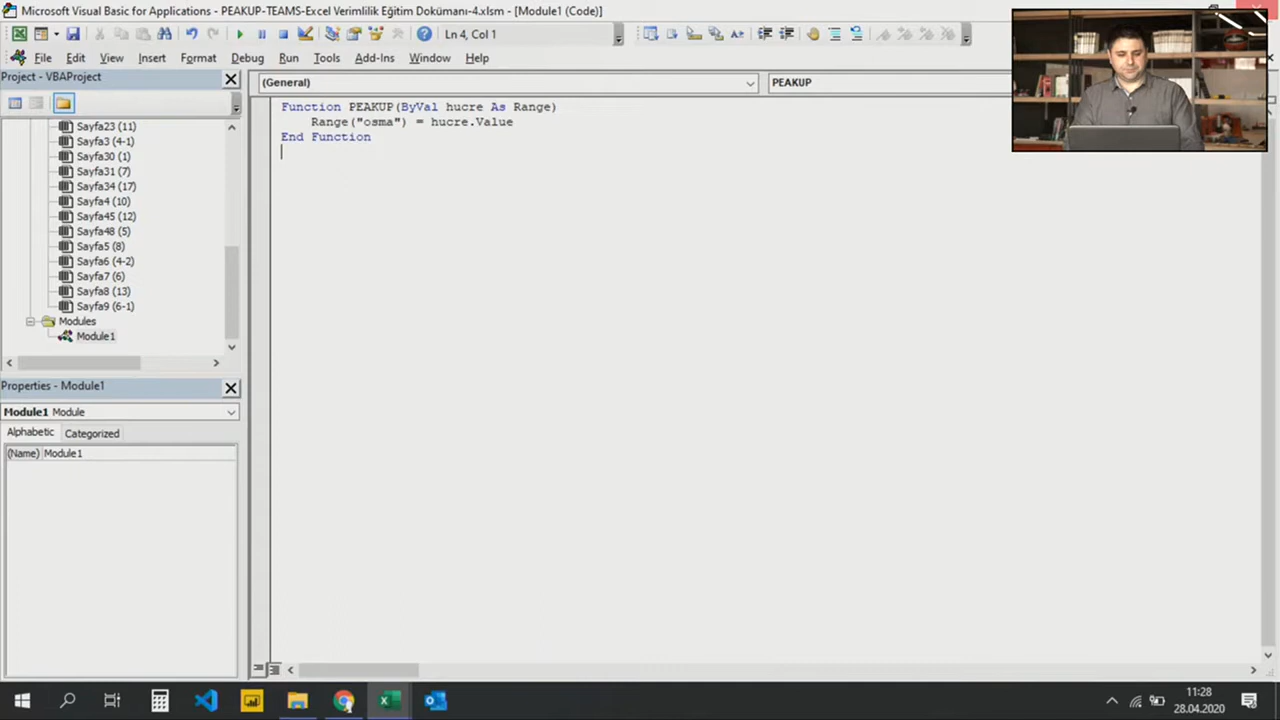 Microsoft Visual Basic for Applications - PEAKUP-TEAMS-Excel Verimlilik Eğitim Dokümanı-4.xlsm - [Module1 (Code)]
Ln 4, Col 1
File Edit View Insert Format Debug Run Tools Add-Ins Window Help
Project - VBAProject
(General)
PEAKUP
Function PEAKUP(ByVal hucre As Range)
Range("osma") = hucre.Value
End Function
Sayfa23 (11)
Sayfa3 (4-1)
Sayfa30 (1)
Sayfa31 (7)
Sayfa34 (17)
Sayfa4 (10)
Sayfa45 (12)
Sayfa48 (5)
Sayfa5 (8)
Sayfa6 (4-2)
Sayfa7 (6)
Sayfa8 (13)
Sayfa9 (6-1)
Modules
Module1
Properties - Module1
Module1 Module
Alphabetic Categorized
(Name) Module1
11:28
28.04.2020